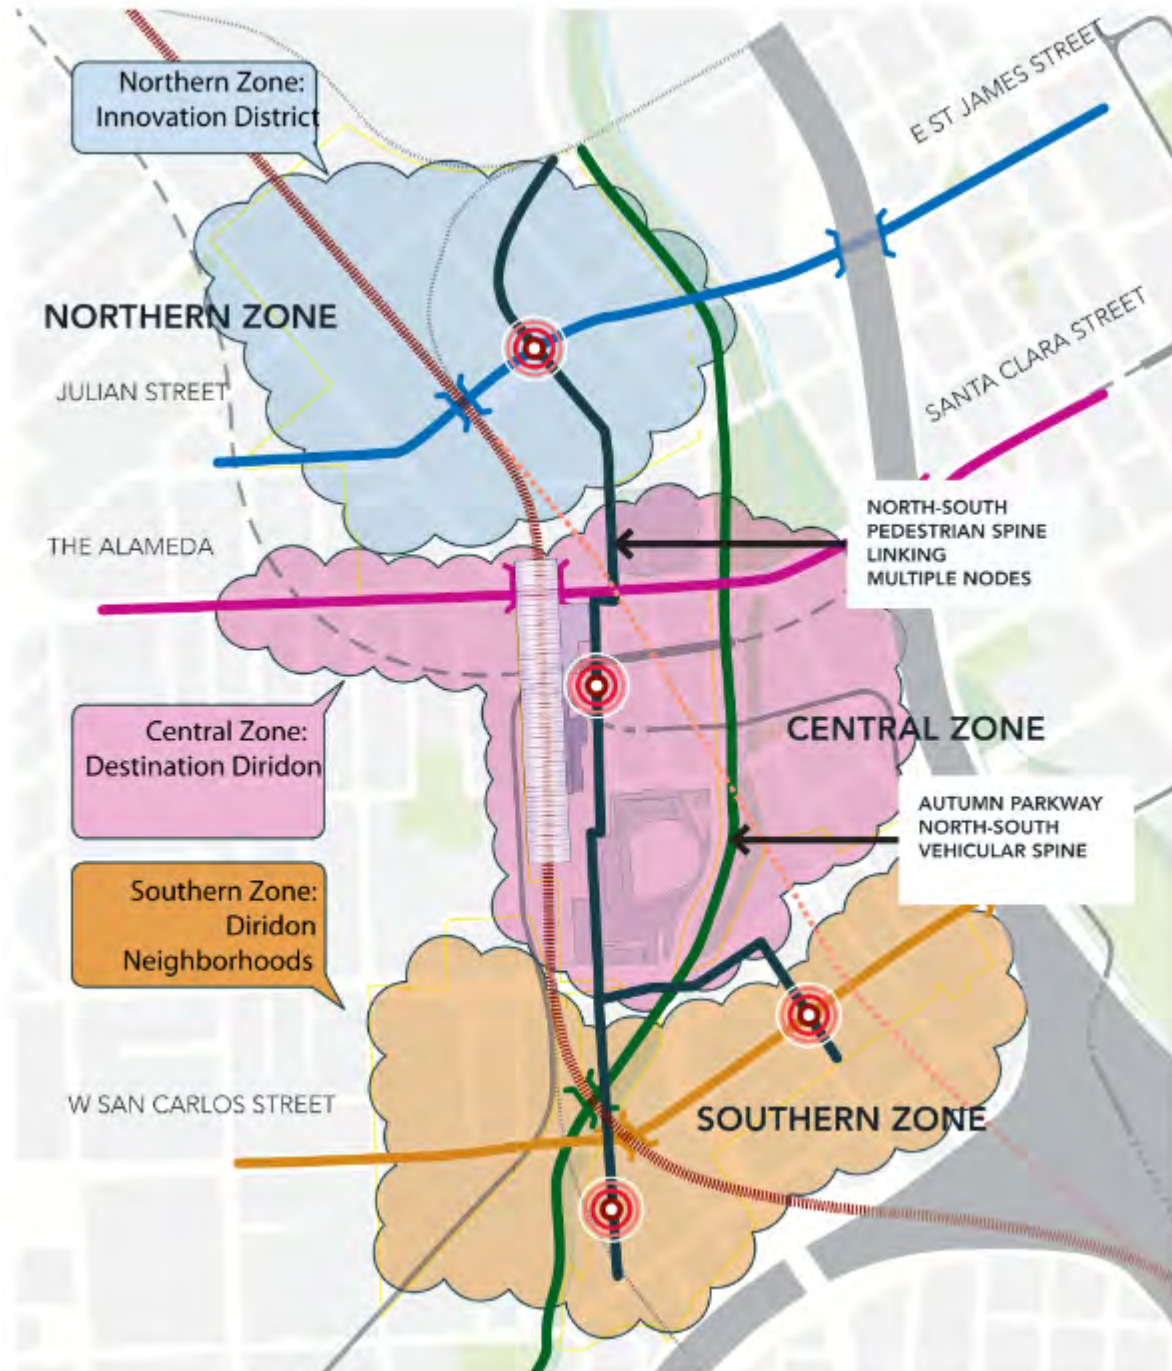 E ST JAMES STREET
Northern Zone:
Innovation District
NORTHERN ZONE
JULIAN STREET
SANTA CLARA STREET
THE ALAMEDA
NORTH-SOUTH
PEDESTRIAN SPINE
LINKING
MULTIPLE NODES
Central Zone:
Destination Diridon
CENTRAL ZONE
AUTUMN PARKWAY
NORTH-SOUTH
VEHICULAR SPINE
Southern Zone:
Diridon
Neighborhoods
W SAN CARLOS STREET
SOUTHERN ZONE